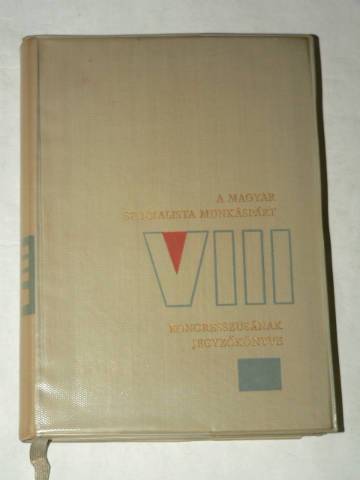 A MAGYAR
SZOCIALISTA MUNKÁSPÁRT
VIII
KONGRESSZUSÁNAK
JEGYZŐKÖNYVE